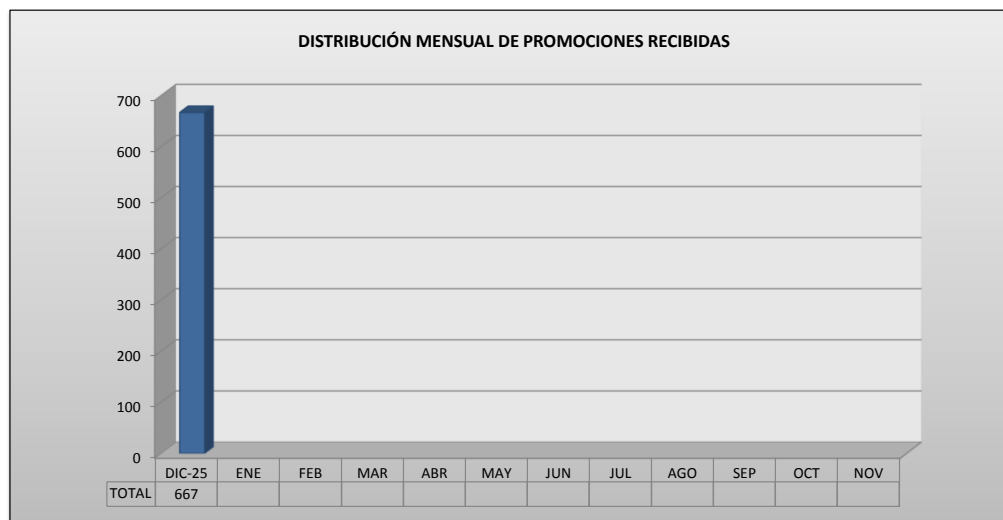 DISTRIBUCIÓN MENSUAL DE PROMOCIONES RECIBIDAS
700
600
500
400
300
200
100
0
DIC-25 ENE FEB MAR ABR MAY JUN JUL AGO SEP OCT NOV
TOTAL 667